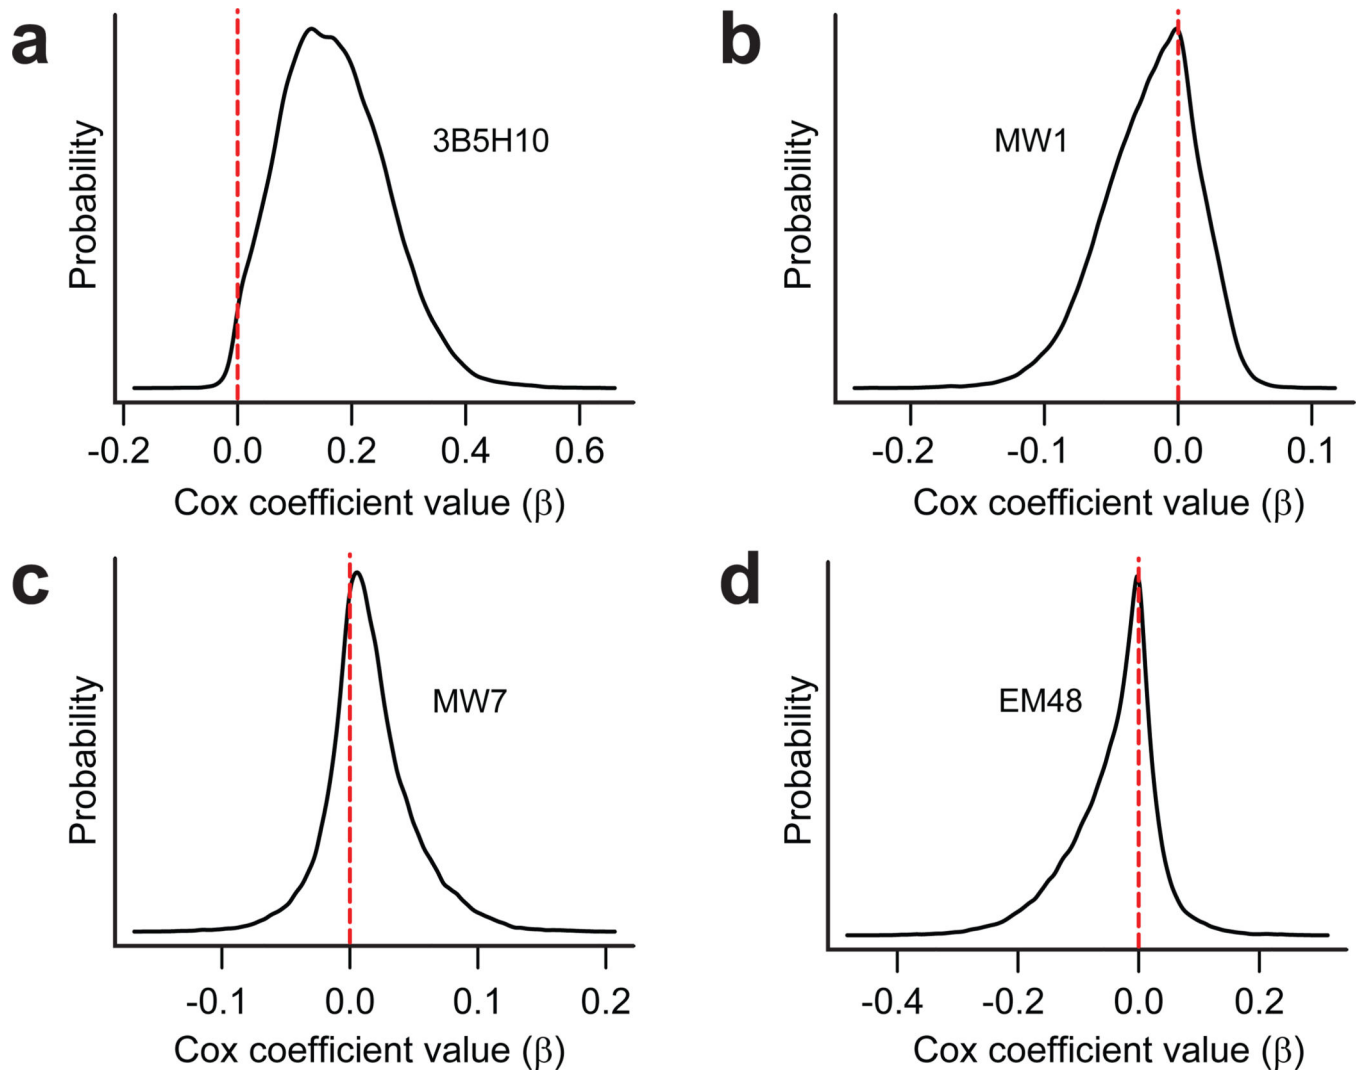 a
Probability
3B5H10
-0.2 0.0 0.2 0.4 0.6
Cox coefficient value (β)
b
Probability
MW1
-0.2 -0.1 0.0 0.1
Cox coefficient value (β)
c
Probability
MW7
-0.1 0.0 0.1 0.2
Cox coefficient value (β)
d
Probability
EM48
-0.4 -0.2 0.0 0.2
Cox coefficient value (β)